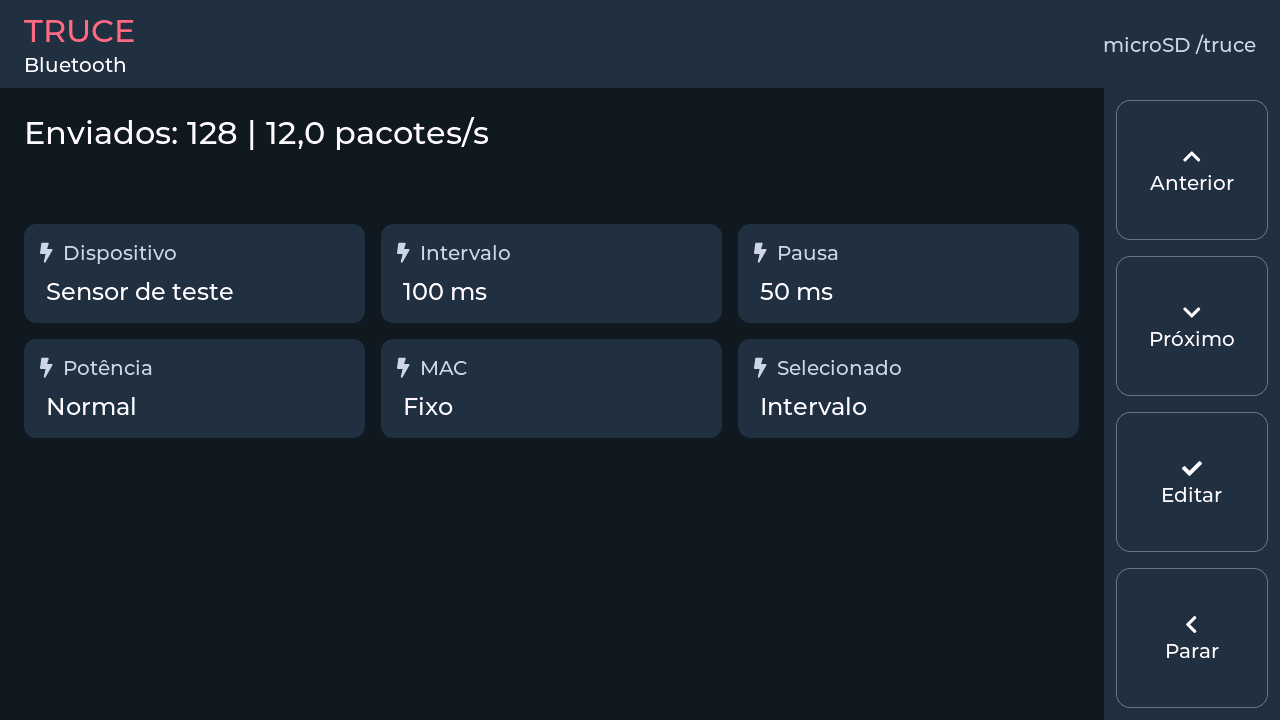 TRUCE
Bluetooth
microSD /truce
Enviados: 128 | 12,0 pacotes/s
Dispositivo
Sensor de teste
Intervalo
100 ms
Pausa
50 ms
Potência
Normal
MAC
Fixo
Selecionado
Intervalo
Anterior
Próximo
Editar
Parar